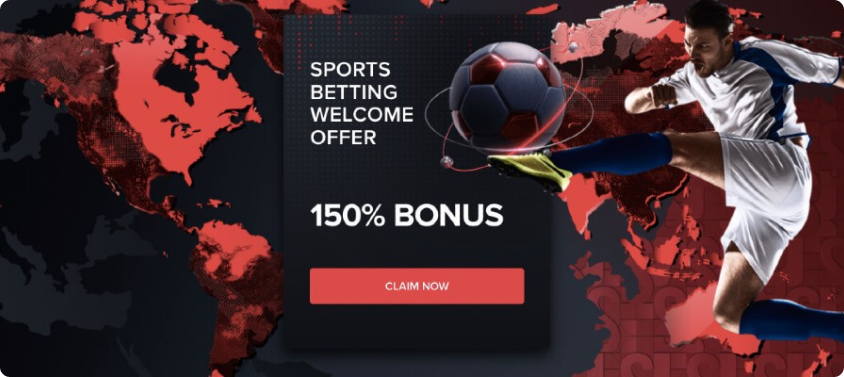 SPORTS
BETTING
WELCOME
OFFER
150% BONUS
CLAIM NOW